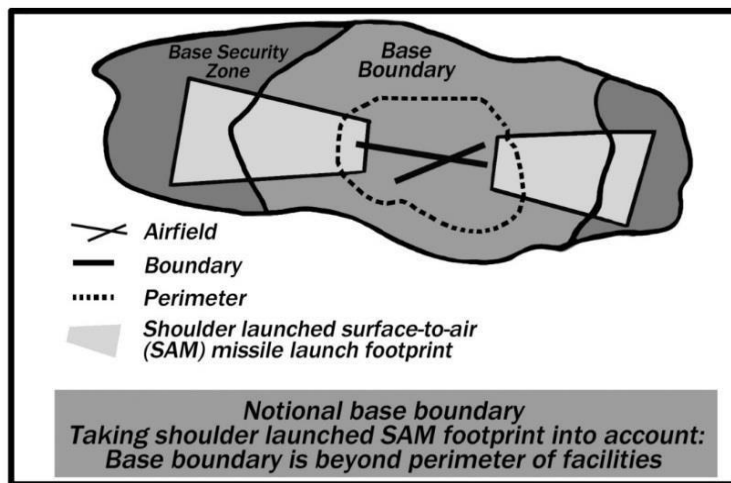 Base Security
Zone
Base
Boundary
Airfield
Boundary
Perimeter
Shoulder launched surface-to-air
(SAM) missile launch footprint
Notional base boundary
Taking shoulder launched SAM footprint into account:
Base boundary is beyond perimeter of facilities